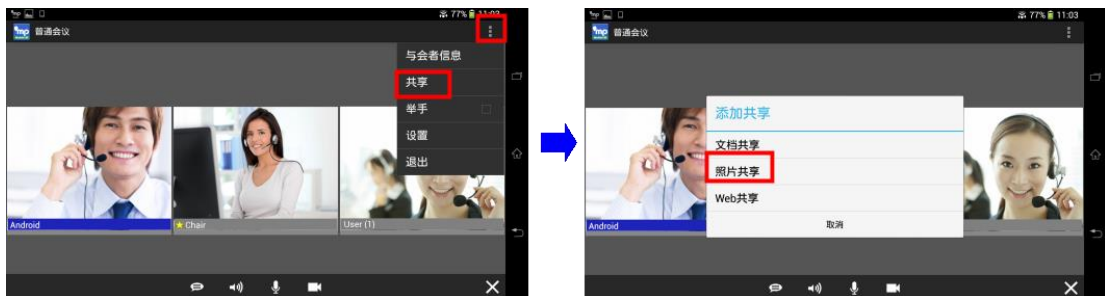 77% 11:03
mp 普通会议
与会者信息
共享
举手
设置
退出
Android
Chair
User (1)
77% 11:03
mp 普通会议
添加共享
文档共享
照片共享
Web共享
取消
Android